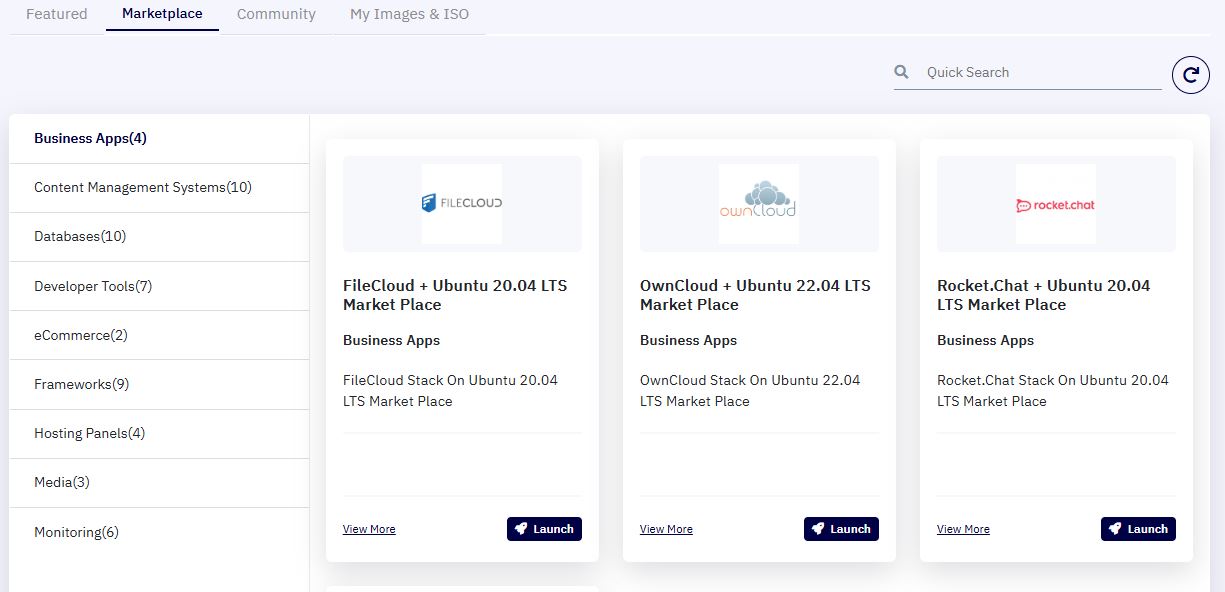 Featured
Marketplace
Community
My Images & ISO
Quick Search
Business Apps(4)
Content Management Systems(10)
Databases(10)
Developer Tools(7)
eCommerce(2)
Frameworks(9)
Hosting Panels(4)
Media(3)
Monitoring(6)
FILECLOUD
FileCloud + Ubuntu 20.04 LTS
Market Place
Business Apps
FileCloud Stack On Ubuntu 20.04
LTS Market Place
View More
Launch
ownCloud
OwnCloud + Ubuntu 22.04 LTS
Market Place
Business Apps
OwnCloud Stack On Ubuntu 22.04
LTS Market Place
View More
Launch
rocket.chat
Rocket.Chat + Ubuntu 20.04
LTS Market Place
Business Apps
Rocket.Chat Stack On Ubuntu 20.04
LTS Market Place
View More
Launch